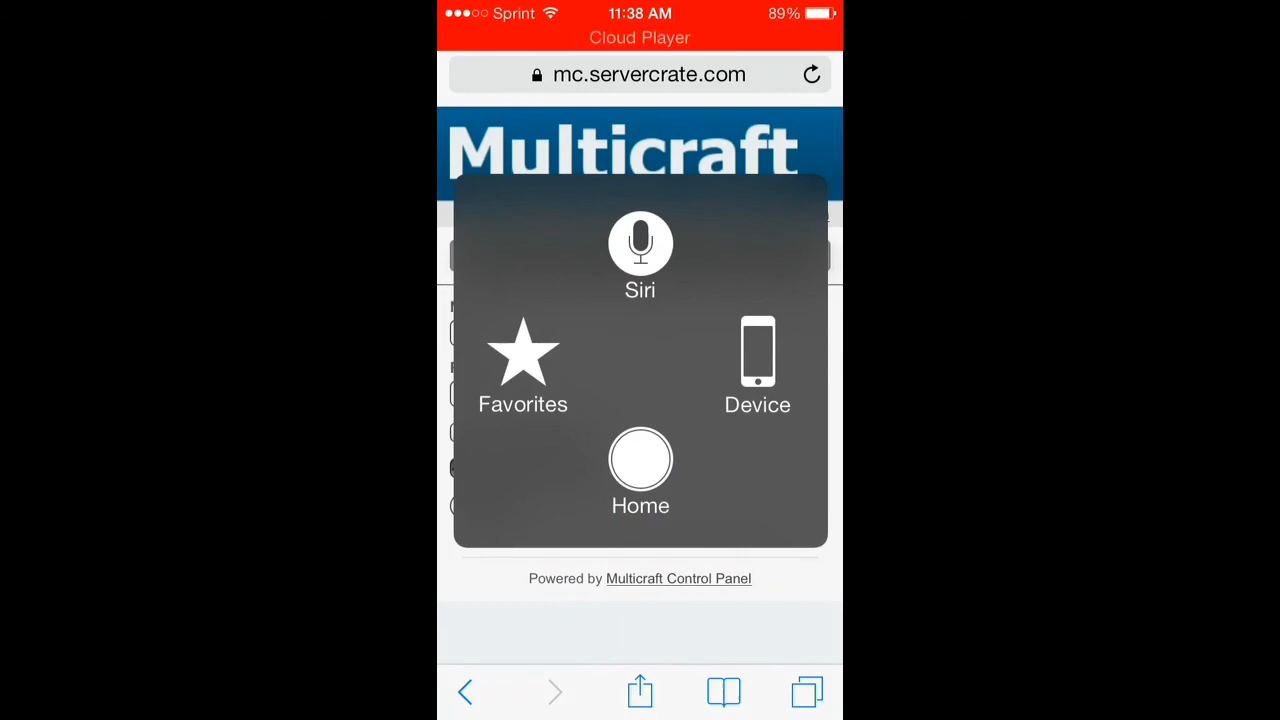 Sprint 11:38 AM 89%
Cloud Player
mc.servercrate.com
Multicraft
Siri
Favorites Device
Home
Powered by Multicraft Control Panel